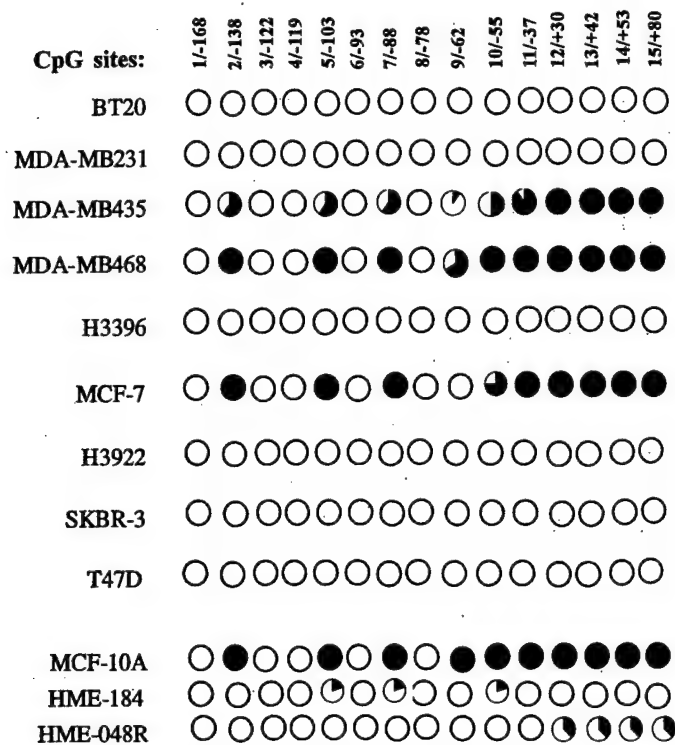 CpG sites: 1/-168 2/-138 3/-122 4/-119 5/-103 6/-93 7/-88 8/-78 9/-62 10/-55 11/-37 12/+30 13/+42 14/+53 15/+80
BT20
MDA-MB231
MDA-MB435
MDA-MB468
H3396
MCF-7
H3922
SKBR-3
T47D
MCF-10A
HME-184
HME-048R